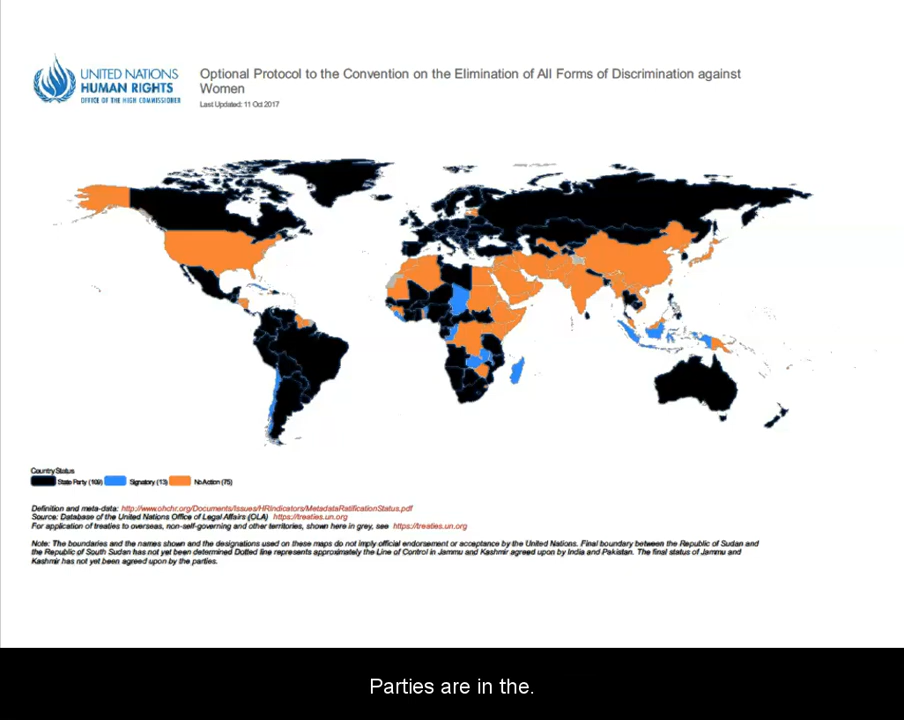 UNITED NATIONS
HUMAN RIGHTS
OFFICE OF THE HIGH COMMISSIONER
Optional Protocol to the Convention on the Elimination of All Forms of Discrimination against
Women
Last Updated: 11 Oct 2017
Country Status
State Party (109) Signatory (13) No Action (75)
Definition and meta-data: http://www.ohchr.org/Documents/Issues/HRIndicators/MetadataRatificationStatus.pdf
Source: Database of the United Nations Office of Legal Affairs (OLA) https://treaties.un.org
For application of treaties to overseas, non-self-governing and other territories, shown here in grey, see https://treaties.un.org
Note: The boundaries and the names shown and the designations used on these maps do not imply official endorsement or acceptance by the United Nations. Final boundary between the Republic of Sudan and
the Republic of South Sudan has not yet been determined Dotted line represents approximately the Line of Control in Jammu and Kashmir agreed upon by India and Pakistan. The final status of Jammu and
Kashmir has not yet been agreed upon by the parties.
Parties are in the.